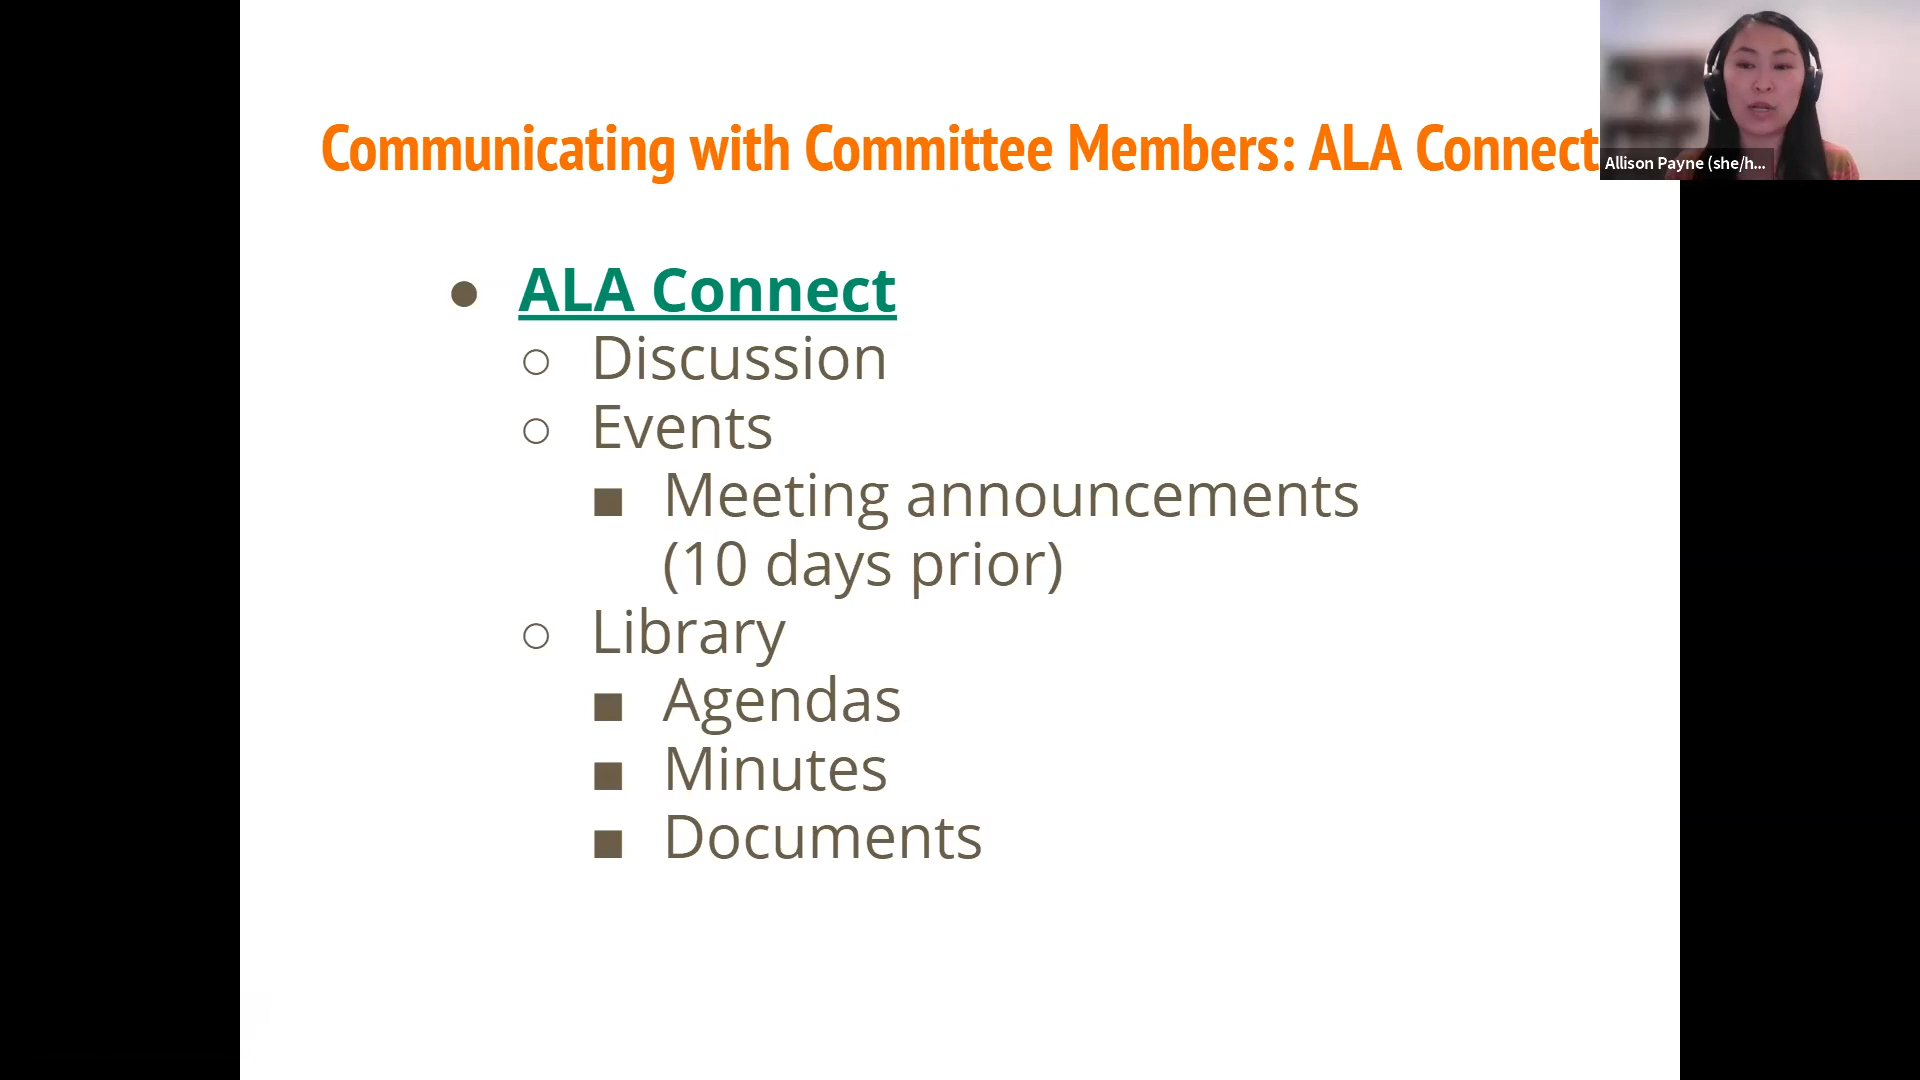 Communicating with Committee Members: ALA Connect
Allison Payne (she/h...
● ALA Connect
○ Discussion
○ Events
■ Meeting announcements
(10 days prior)
○ Library
■ Agendas
■ Minutes
■ Documents